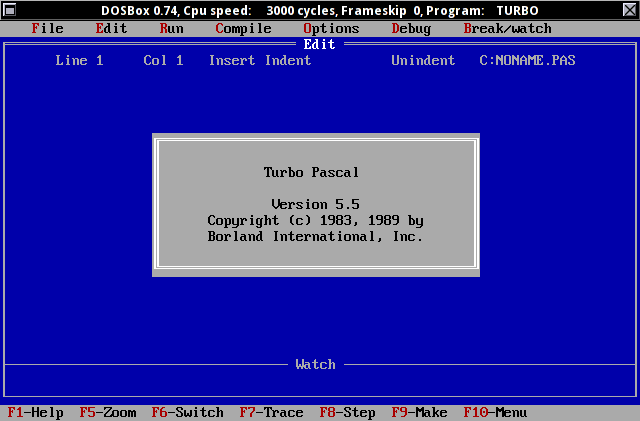 DOSBox 0.74, Cpu speed: 3000 cycles, Frameskip 0, Program: TURBO
File Edit Run Compile Options Debug Break/watch
Edit
Line 1 Col 1 Insert Indent Unindent C:NONAME.PAS
Turbo Pascal
Version 5.5
Copyright (c) 1983, 1989 by
Borland International, Inc.
Watch
F1-Help F5-Zoom F6-Switch F7-Trace F8-Step F9-Make F10-Menu